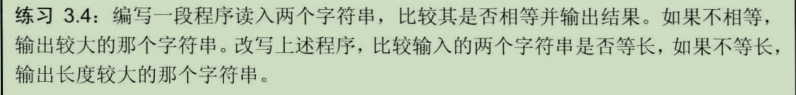 练习 3.4：编写一段程序读入两个字符串，比较其是否相等并输出结果。如果不相等，
输出较大的那个字符串。改写上述程序，比较输入的两个字符串是否等长，如果不等长，
输出长度较大的那个字符串。